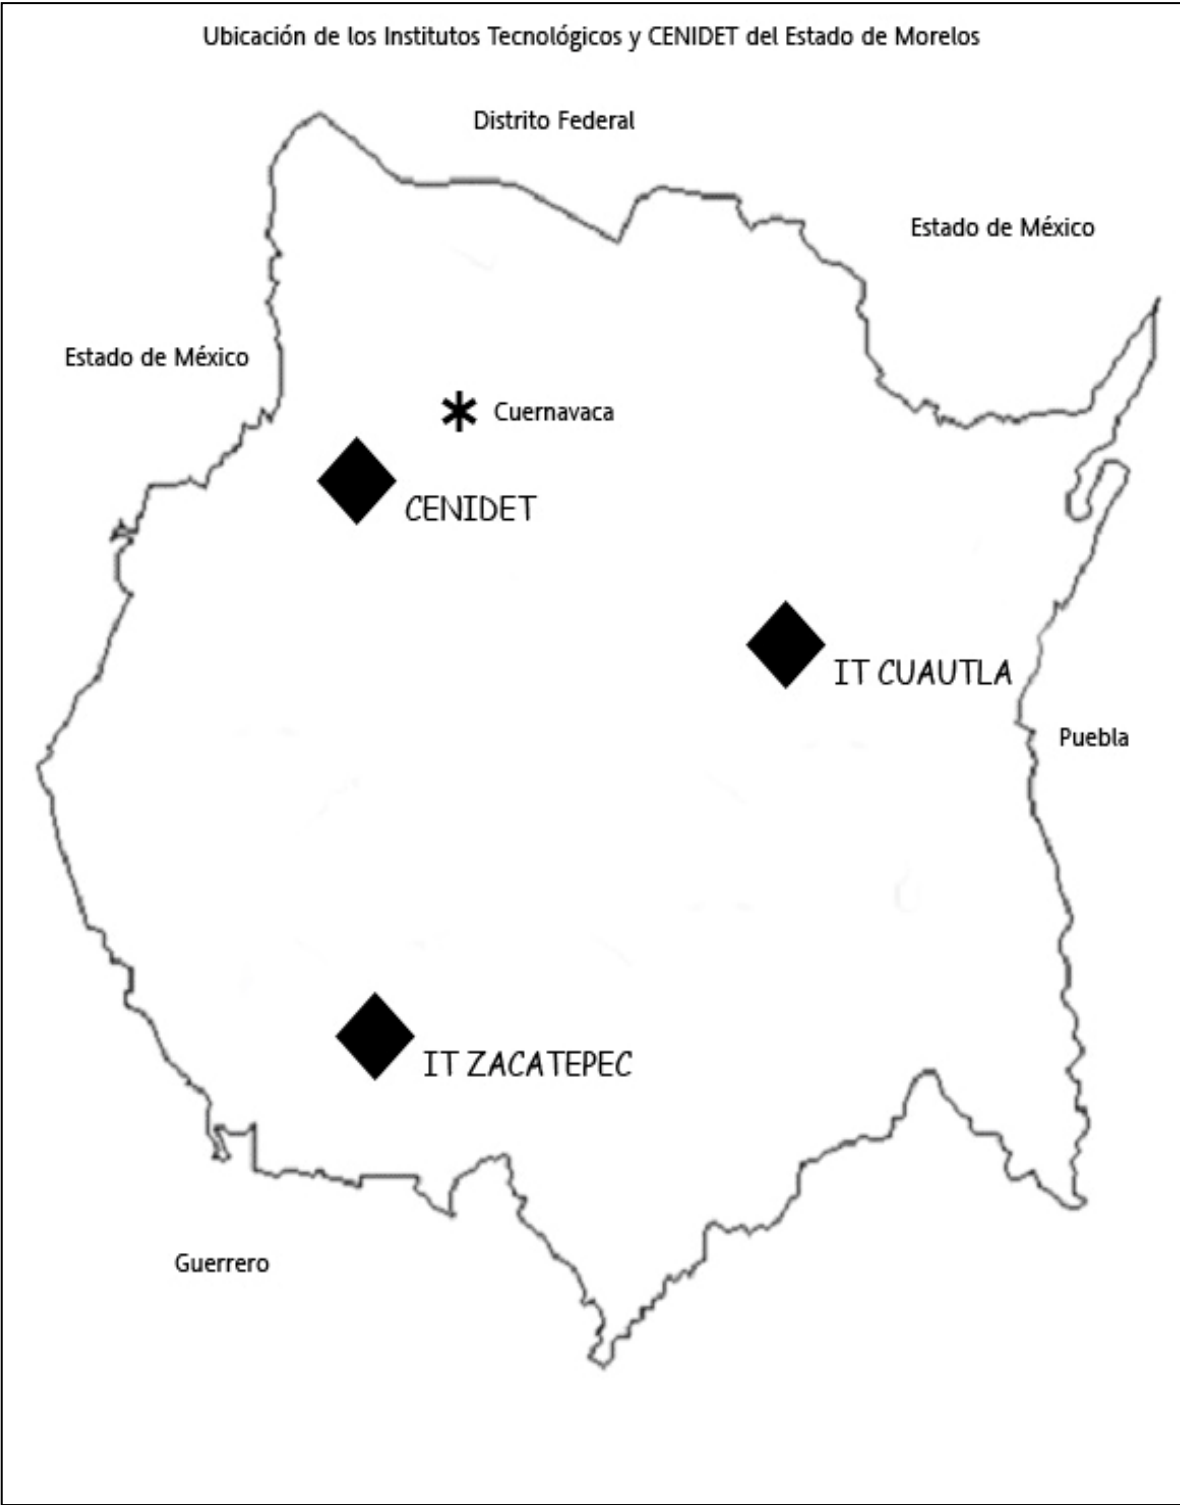 Ubicación de los Institutos Tecnológicos y CENIDET del Estado de Morelos
Distrito Federal
Estado de México
Estado de México
Cuernavaca
CENIDET
IT CUAUTLA
Puebla
IT ZACATEPEC
Guerrero